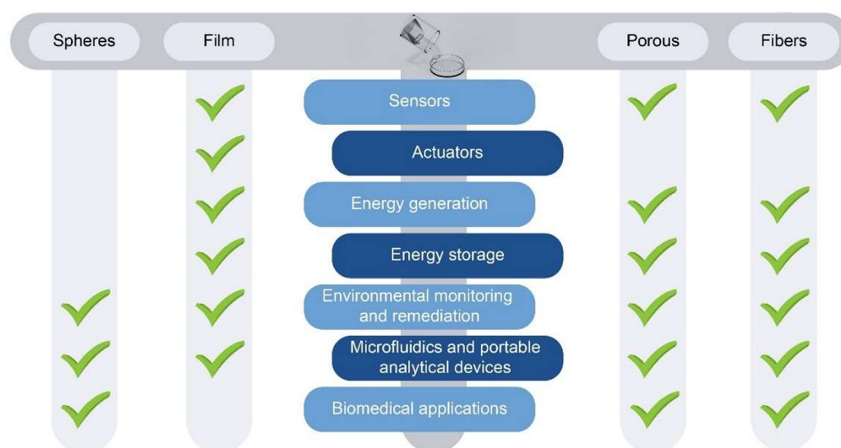 Spheres
Film
Porous
Fibers
Sensors
Actuators
Energy generation
Energy storage
Environmental monitoring
and remediation
Microfluidics and portable
analytical devices
Biomedical applications